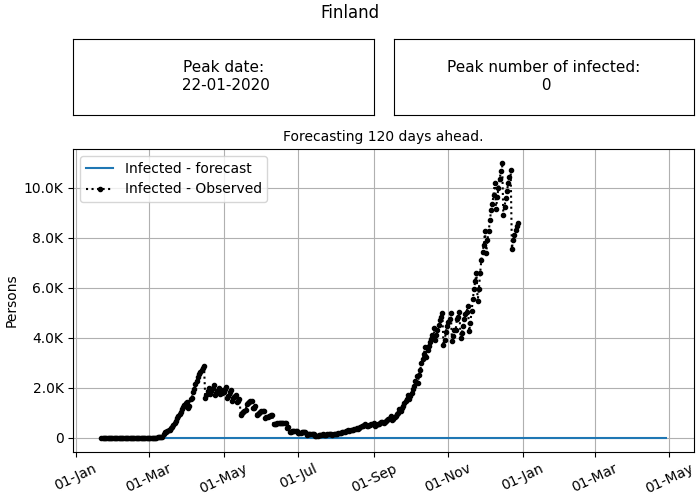 Finland
Peak date:
22-01-2020
Peak number of infected:
0
Forecasting 120 days ahead.
Infected - forecast
Infected - Observed
10.0K
8.0K
6.0K
4.0K
2.0K
0
Persons
01-Jan
01-Mar
01-May
01-Jul
01-Sep
01-Nov
01-Jan
01-Mar
01-May